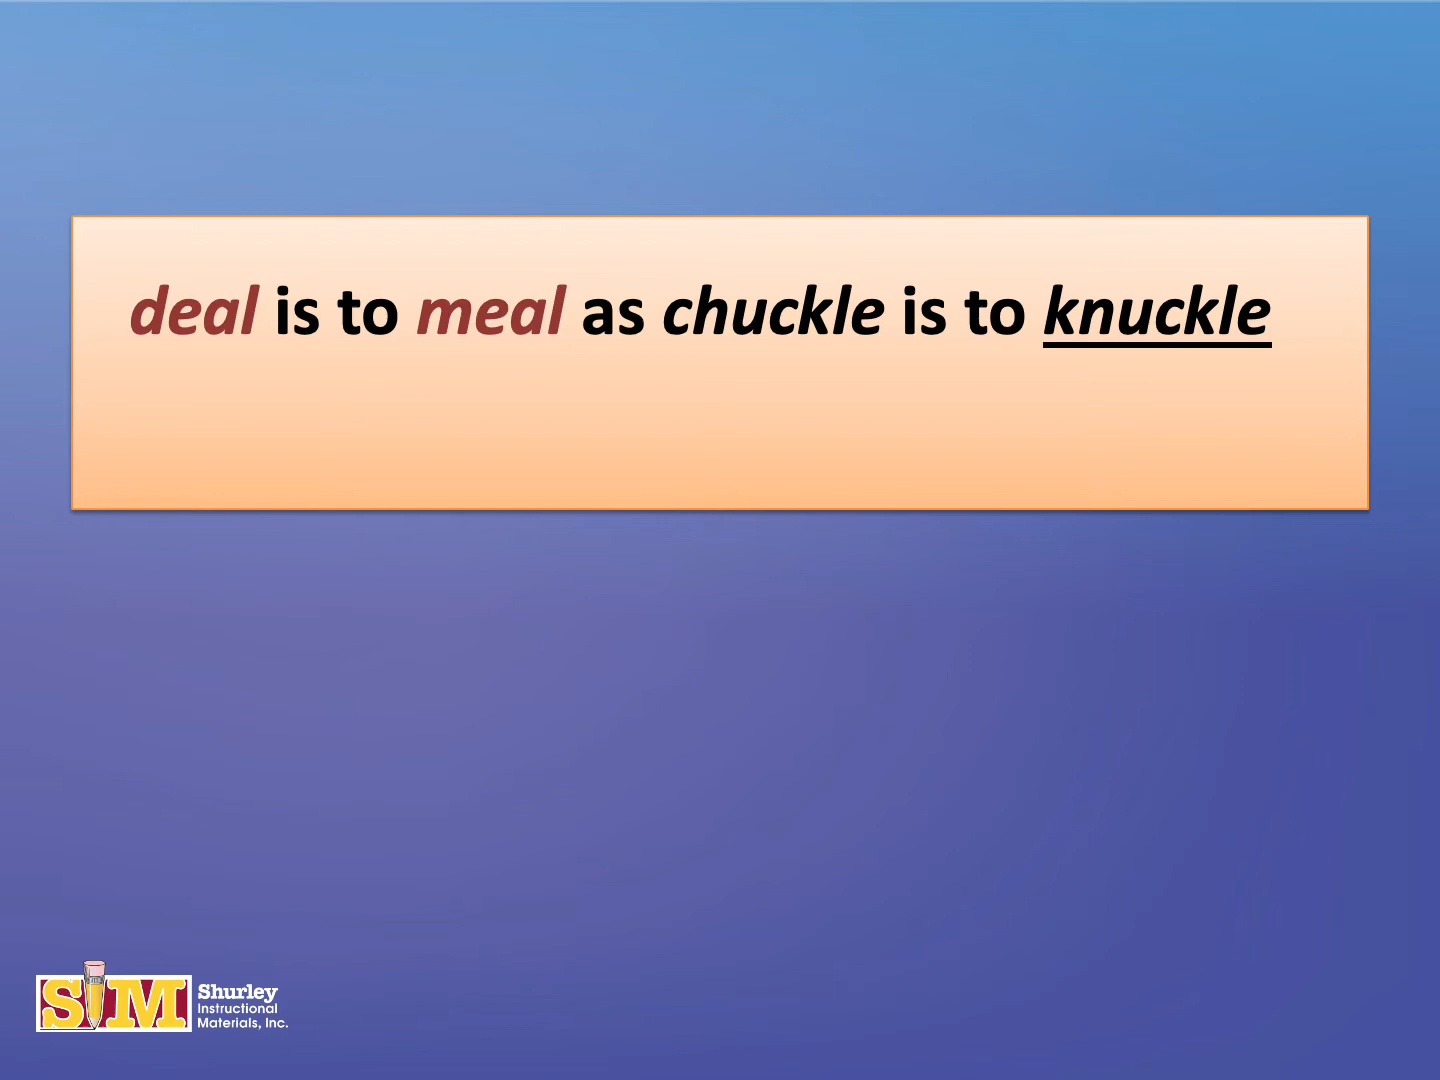 deal is to meal as chuckle is to knuckle
SIM
Shurley
Instructional
Materials, Inc.